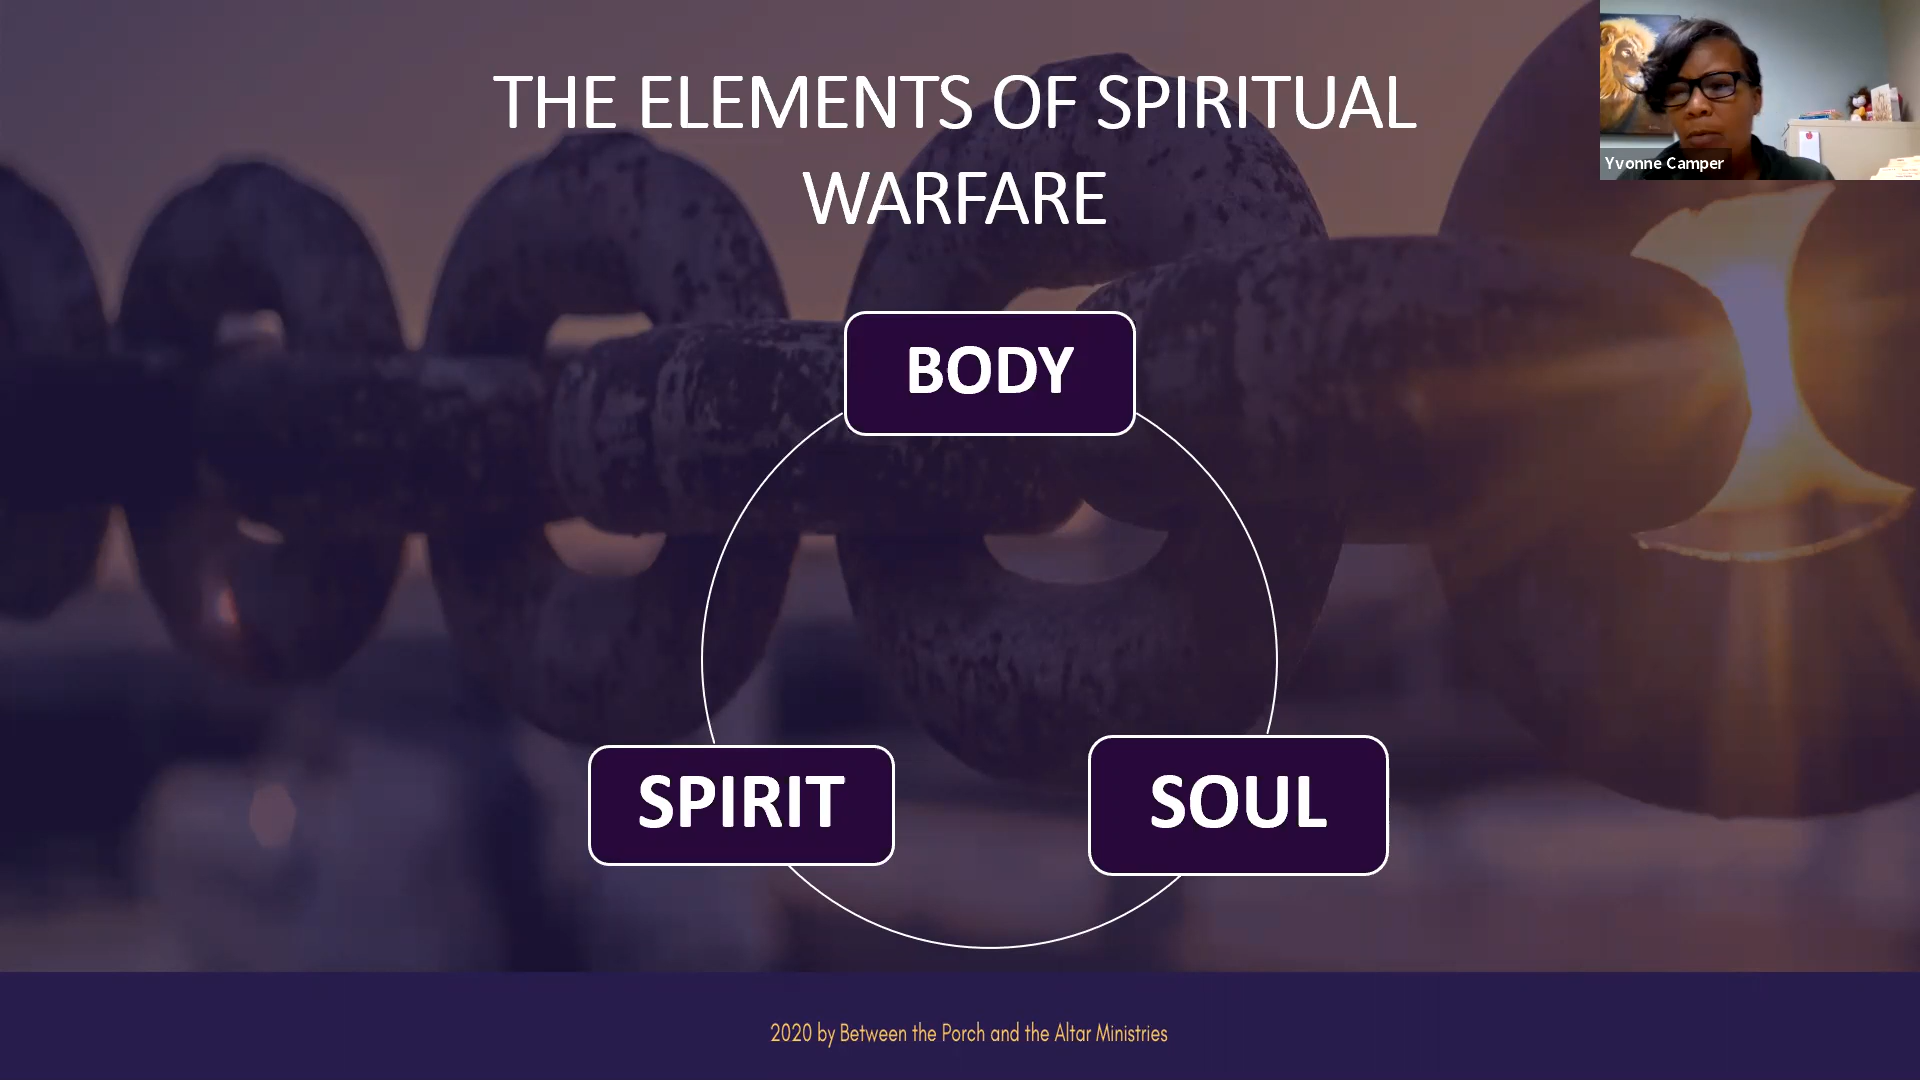 THE ELEMENTS OF SPIRITUAL
WARFARE
Yvonne Camper
BODY
SPIRIT
SOUL
2020 by Between the Porch and the Altar Ministries